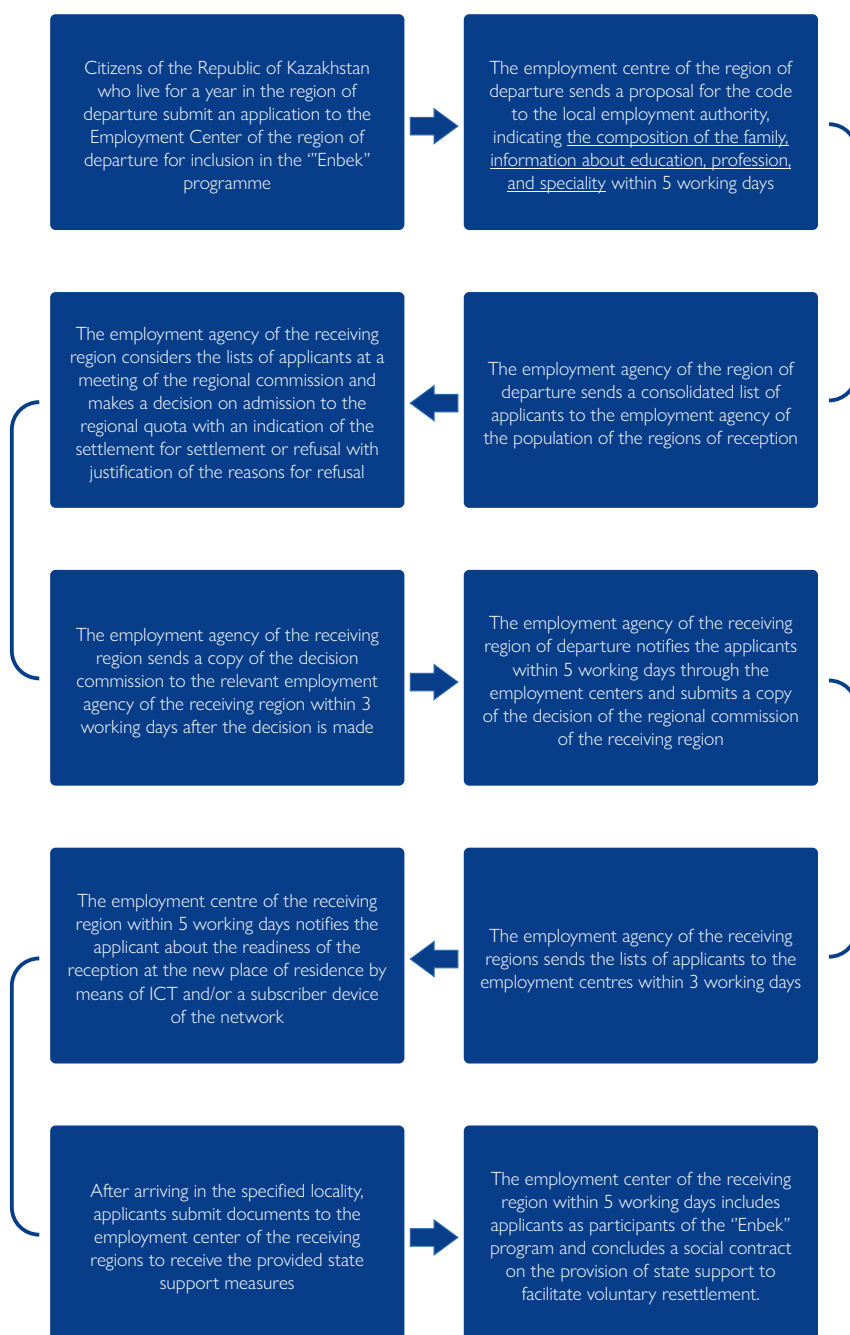 Citizens of the Republic of Kazakhstan
who live for a year in the region of
departure submit an application to the
Employment Center of the region of
departure for inclusion in the ‘’’Enbek’’
programme
The employment centre of the region of
departure sends a proposal for the code
to the local employment authority,
indicating the composition of the family,
information about education, profession,
and speciality within 5 working days
The employment agency of the region of
departure sends a consolidated list of
applicants to the employment agency of
the population of the regions of reception
The employment agency of the receiving
region considers the lists of applicants at a
meeting of the regional commission and
makes a decision on admission to the
regional quota with an indication of the
settlement for settlement or refusal with
justification of the reasons for refusal
The employment agency of the receiving
region sends a copy of the decision
commission to the relevant employment
agency of the receiving region within 3
working days after the decision is made
The employment agency of the receiving
region of departure notifies the applicants
within 5 working days through the
employment centers and submits a copy
of the decision of the regional commission
of the receiving region
The employment agency of the receiving
regions sends the lists of applicants to the
employment centres within 3 working days
The employment centre of the receiving
region within 5 working days notifies the
applicant about the readiness of the
reception at the new place of residence by
means of ICT and/or a subscriber device
of the network
After arriving in the specified locality,
applicants submit documents to the
employment center of the receiving
regions to receive the provided state
support measures
The employment center of the receiving
region within 5 working days includes
applicants as participants of the ‘’Enbek’’
program and concludes a social contract
on the provision of state support to
facilitate voluntary resettlement.